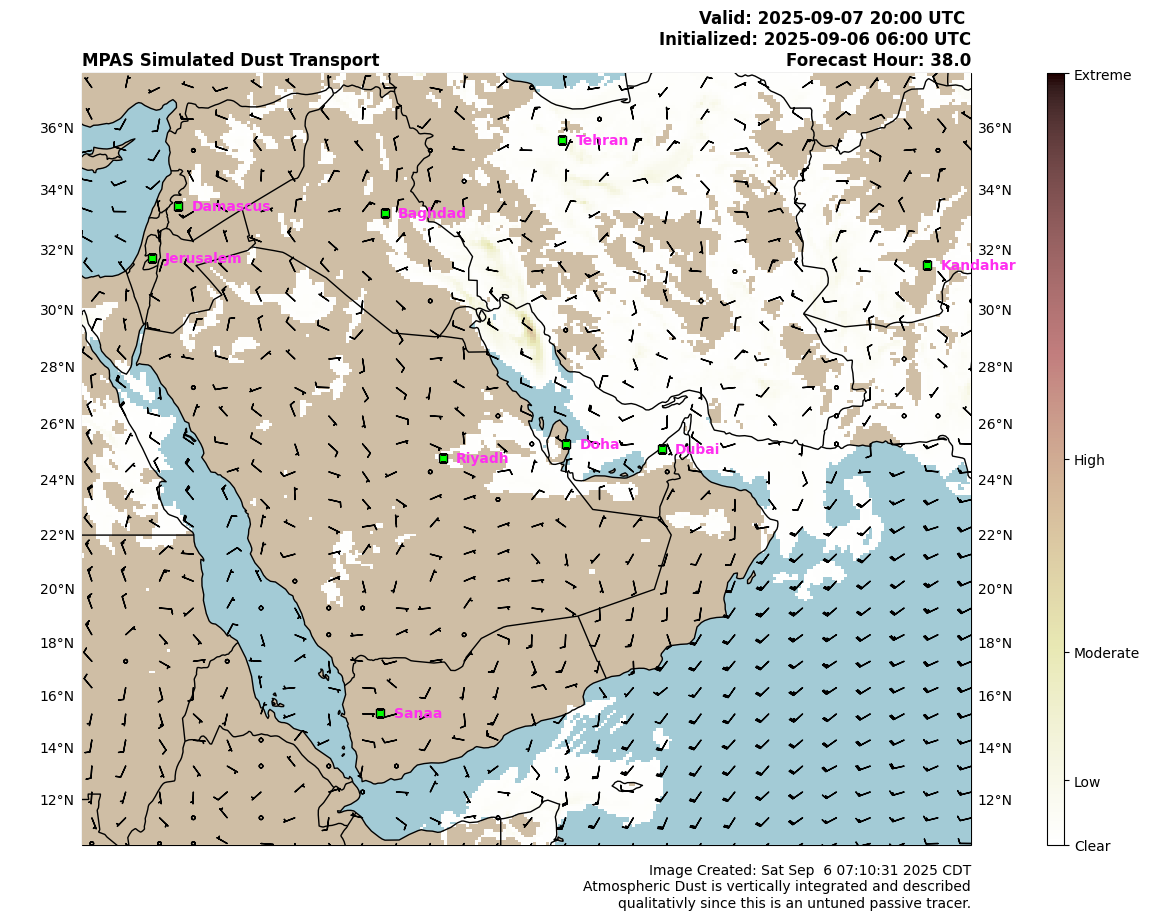 Valid: 2025-09-07 20:00 UTC
Initialized: 2025-09-06 06:00 UTC
MPAS Simulated Dust Transport
Forecast Hour: 38.0
Extreme
36°N
36°N
Tehran
34°N
34°N
Damascus
Baghdad
32°N
32°N
Jerusalem
Kandahar
30°N
30°N
28°N
28°N
26°N
26°N
Doha
Dubai
Riyadh
High
24°N
24°N
22°N
22°N
20°N
20°N
18°N
18°N
Moderate
16°N
16°N
Sanaa
14°N
14°N
Low
12°N
12°N
Clear
Image Created: Sat Sep  6 07:10:31 2025 CDT
Atmospheric Dust is vertically integrated and described
qualitativly since this is an untuned passive tracer.